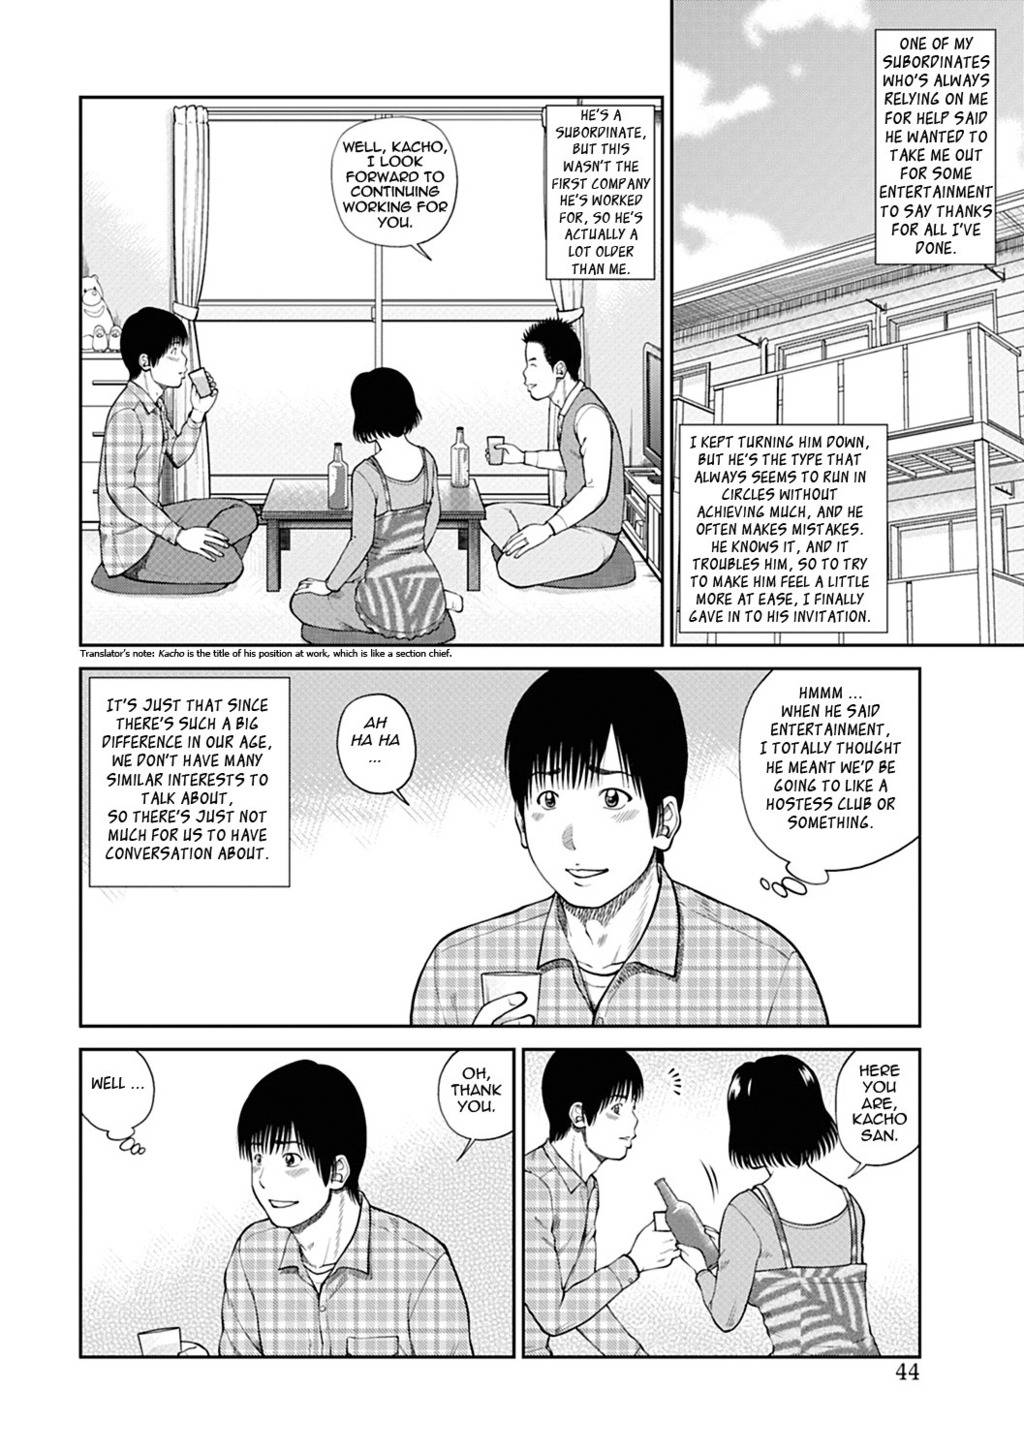 ONE OF MY
SUBORDINATES
WHO'S ALWAYS
RELYING ON ME
FOR HELP SAID
HE WANTED TO
TAKE ME OUT
FOR SOME
ENTERTAINMENT
TO SAY THANKS
FOR ALL I'VE
DONE.
I KEPT TURNING HIM DOWN,
BUT HE'S THE TYPE THAT
ALWAYS SEEMS TO RUN IN
CIRCLES WITHOUT
ACHIEVING MUCH, AND HE
OFTEN MAKES MISTAKES.
HE KNOWS IT, AND IT
TROUBLES HIM, SO TO TRY
TO MAKE HIM FEEL A LITTLE
MORE AT EASE, I FINALLY
GAVE IN TO HIS INVITATION.
HE'S A
SUBORDINATE,
BUT THIS
WASN'T THE
FIRST COMPANY
HE'S WORKED
FOR, SO HE'S
ACTUALLY A
LOT OLDER
THAN ME.
WELL, KACHO,
I LOOK
FORWARD TO
CONTINUING
WORKING FOR
YOU.
Translator's note: Kacho is the title of his position at work, which is like a section chief.
HMMM ...
WHEN HE SAID
ENTERTAINMENT,
I TOTALLY THOUGHT
HE MEANT WE'D BE
GOING TO LIKE A
HOSTESS CLUB OR
SOMETHING.
AH
HA HA
...
IT'S JUST THAT SINCE
THERE'S SUCH A BIG
DIFFERENCE IN OUR AGE,
WE DON'T HAVE MANY
SIMILAR INTERESTS TO
TALK ABOUT,
SO THERE'S JUST NOT
MUCH FOR US TO HAVE
CONVERSATION ABOUT.
HERE
YOU
ARE,
KACHO
SAN.
OH,
THANK
YOU.
WELL ...
44